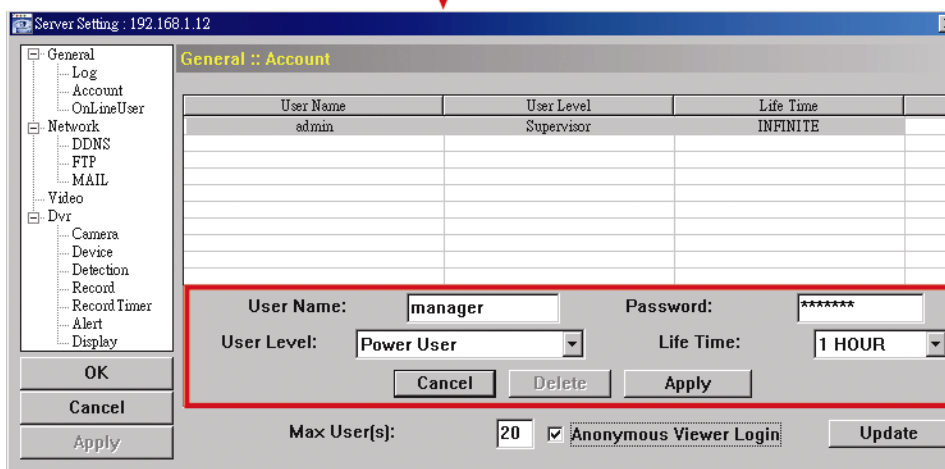 Server Setting : 192.168.1.12
General
Log
Account
OnLineUser
Network
DDNS
FTP
MAIL
Video
Dvr
Camera
Device
Detection
Record
Record Timer
Alert
Display
OK
Cancel
Apply
General :: Account
User Name User Level Life Time
admin Supervisor INFINITE
User Name: manager Password: *******
User Level: Power User Life Time: 1 HOUR
Cancel Delete Apply
Max User(s): 20 Anonymous Viewer Login Update